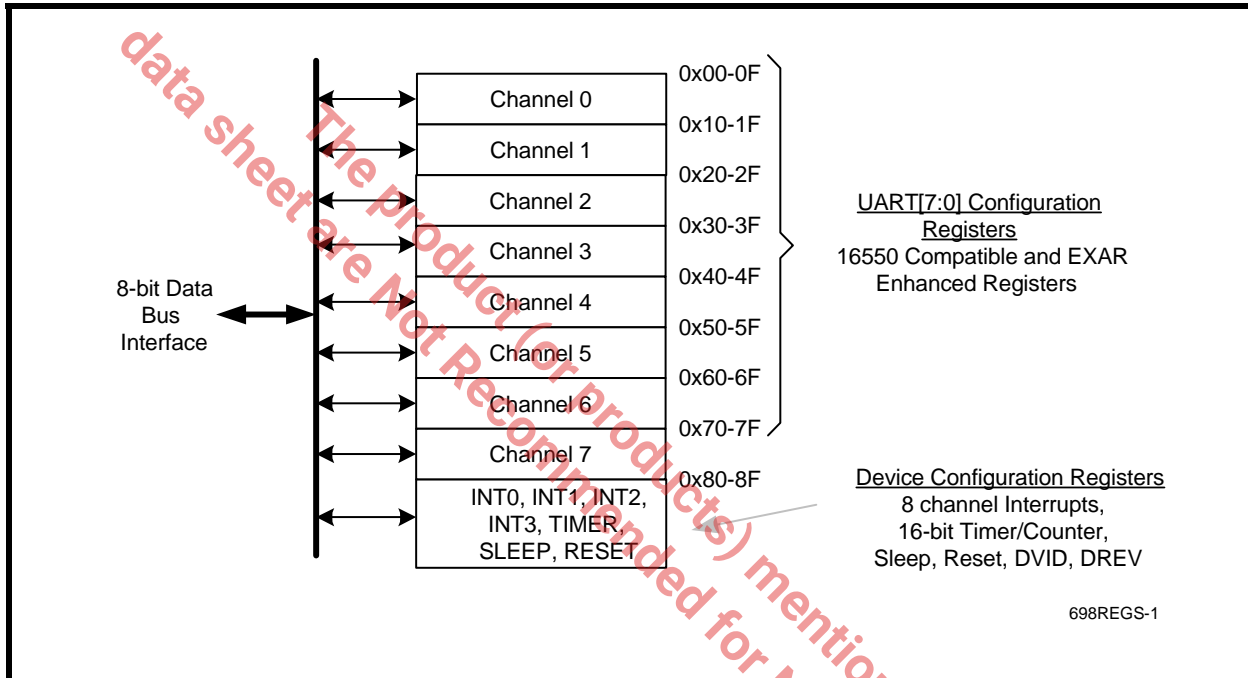 0x00-0F
Channel 0
0x10-1F
Channel 1
0x20-2F
Channel 2
0x30-3F
Channel 3
0x40-4F
Channel 4
0x50-5F
Channel 5
0x60-6F
Channel 6
0x70-7F
Channel 7
0x80-8F
INT0, INT1, INT2,
INT3, TIMER,
SLEEP, RESET
8-bit Data
Bus
Interface
UART[7:0] Configuration
Registers
16550 Compatible and EXAR
Enhanced Registers
Device Configuration Registers
8 channel Interrupts,
16-bit Timer/Counter,
Sleep, Reset, DVID, DREV
698REGS-1
The product (or products) mention
data sheet are Not Recommended for N